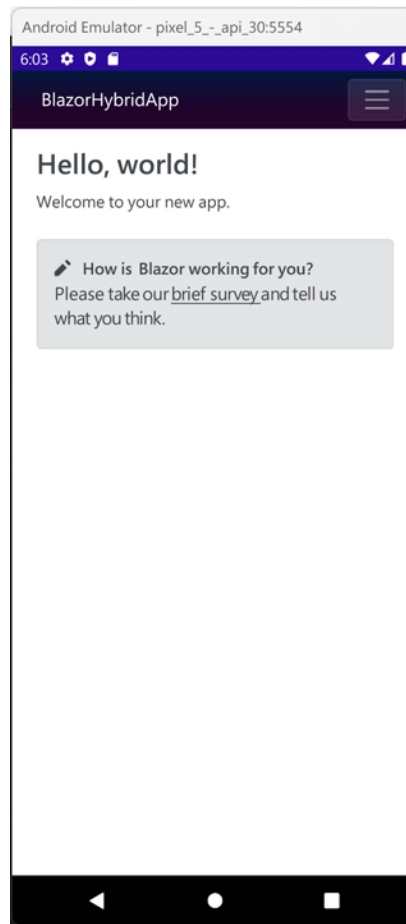 Android Emulator - pixel_5_-_api_30:5554
6:03
BlazorHybridApp
Hello, world!
Welcome to your new app.
How is Blazor working for you?
Please take our brief survey and tell us
what you think.